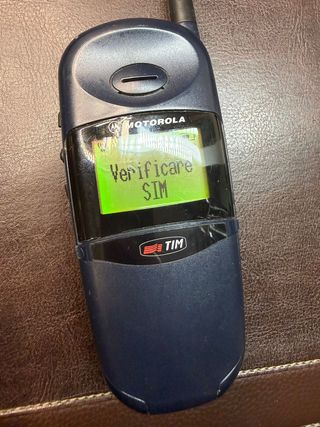 MOTOROLA
Verificare
SIM
TIM